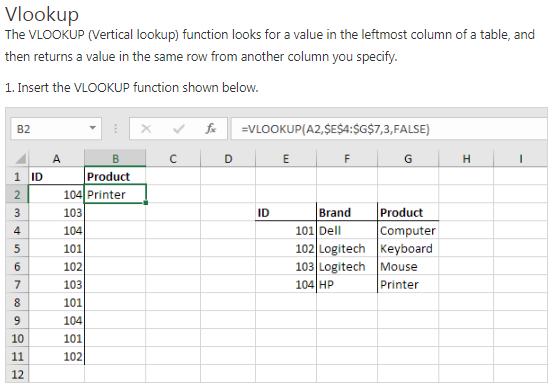 Vlookup
The VLOOKUP (Vertical lookup) function looks for a value in the leftmost column of a table, and
then returns a value in the same row from another column you specify.
1. Insert the VLOOKUP function shown below.
B2 fx =VLOOKUP(A2,$E$4:$G$7,3,FALSE)
A B C D E F G H I
1 ID Product
2 104 Printer
3 103 ID Brand Product
4 104 101 Dell Computer
5 101 102 Logitech Keyboard
6 102 103 Logitech Mouse
7 103 104 HP Printer
8 101
9 104
10 101
11 102
12